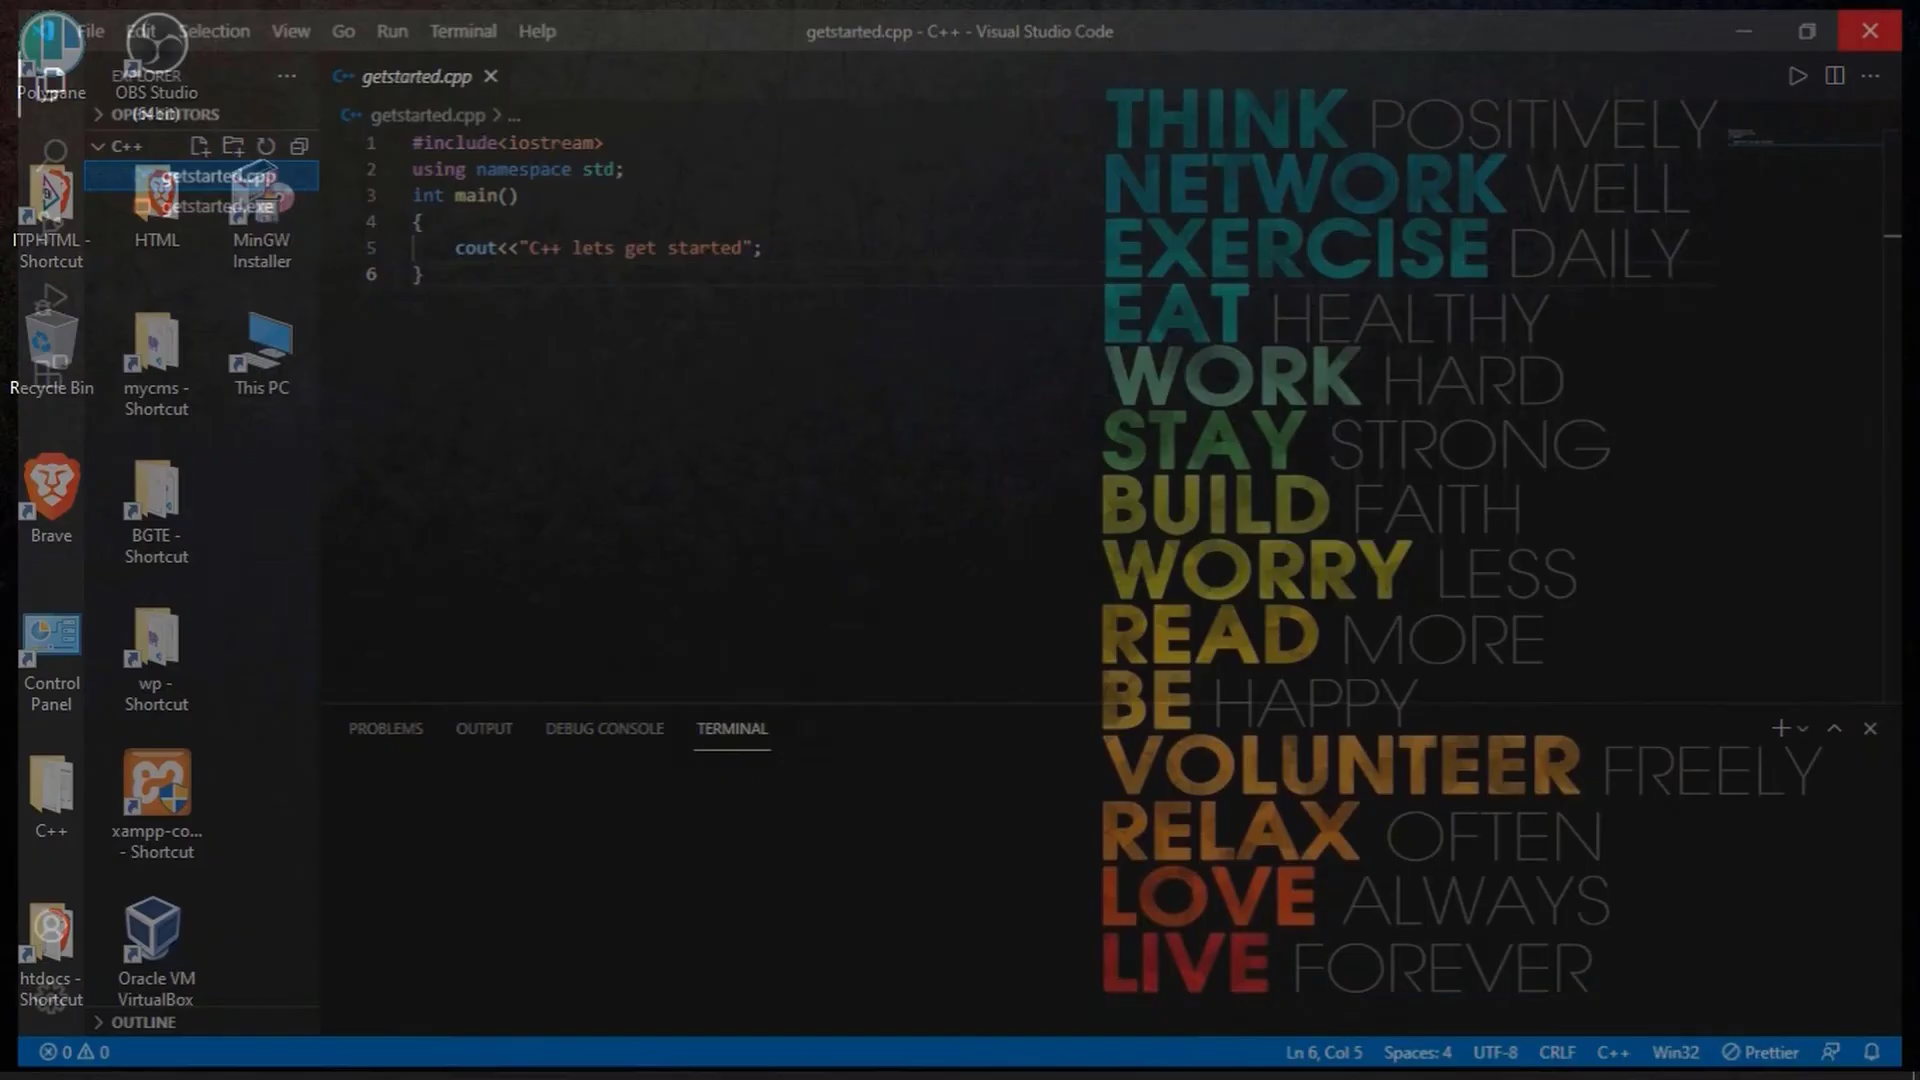 File Edit Selection View Go Run Terminal Help
getstarted.cpp - C++ - Visual Studio Code
Polypane
OBS Studio
(64bit)
ITPHTML -
Shortcut
HTML
MinGW
Installer
Recycle Bin
mycms -
Shortcut
This PC
Brave
BGTE -
Shortcut
Control
Panel
wp -
Shortcut
C++
xampp-co...
- Shortcut
htdocs -
Shortcut
Oracle VM
VirtualBox
EXPLORER
OPEN EDITORS
C++
getstarted.cpp
getstarted.exe
OUTLINE
getstarted.cpp
getstarted.cpp > ...
1 #include<iostream>
2 using namespace std;
3 int main()
4 {
5 cout<<"C++ lets get started";
6 }
THINK POSITIVELY
NETWORK WELL
EXERCISE DAILY
EAT HEALTHY
WORK HARD
STAY STRONG
BUILD FAITH
WORRY LESS
READ MORE
BE HAPPY
VOLUNTEER FREELY
RELAX OFTEN
LOVE ALWAYS
LIVE FOREVER
PROBLEMS OUTPUT DEBUG CONSOLE TERMINAL
0 0
Ln 6, Col 5 Spaces: 4 UTF-8 CRLF C++ Win32 Prettier